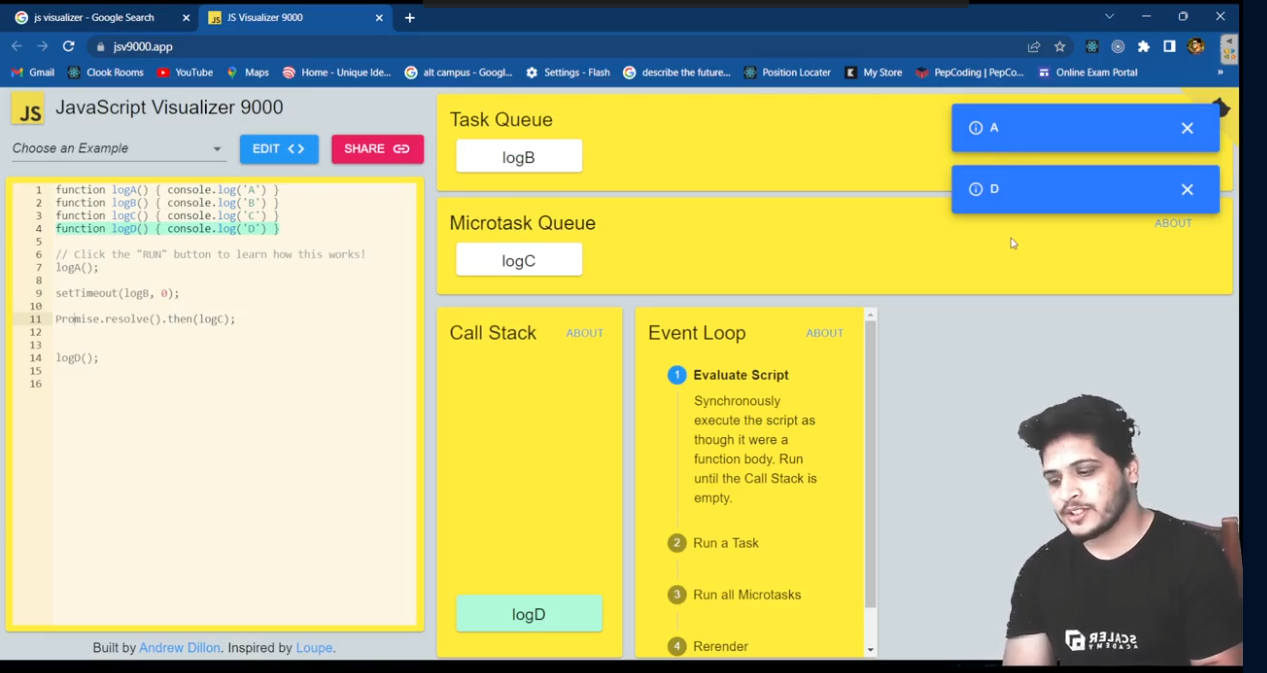 js visualizer - Google Search
JS Visualizer 9000
jsv9000.app
Gmail
Clook Rooms
YouTube
Maps
Home - Unique Ide...
alt campus - Googl...
Settings - Flash
describe the future...
Position Locater
My Store
PepCoding | PepCo...
Online Exam Portal
»
JS
JavaScript Visualizer 9000
Choose an Example
EDIT <>
SHARE
1 function logA() { console.log('A') }
2 function logB() { console.log('B') }
3 function logC() { console.log('C') }
4 function logD() { console.log('D') }
5
6 // Click the "RUN" button to learn how this works!
7 logA();
8
9 setTimeout(logB, 0);
10
11 Promise.resolve().then(logC);
12
13
14 logD();
15
16
Built by Andrew Dillon. Inspired by Loupe.
Task Queue
logB
A
D
Microtask Queue
ABOUT
logC
Call Stack
ABOUT
logD
Event Loop
ABOUT
1 Evaluate Script
Synchronously
execute the script as
though it were a
function body. Run
until the Call Stack is
empty.
2 Run a Task
3 Run all Microtasks
4 Rerender
SCALER
ACADEMY